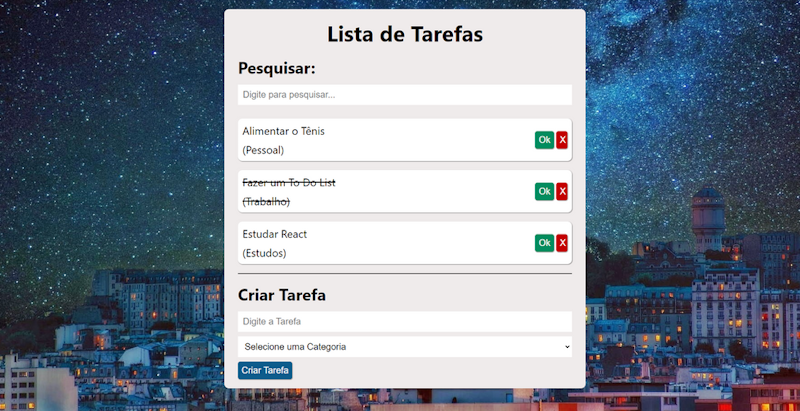 Lista de Tarefas
Pesquisar:
Digite para pesquisar...
Alimentar o Tênis
(Pessoal)
Ok X
Fazer um To Do List
(Trabalho)
Ok X
Estudar React
(Estudos)
Ok X
Criar Tarefa
Digite a Tarefa
Selecione uma Categoria
Criar Tarefa